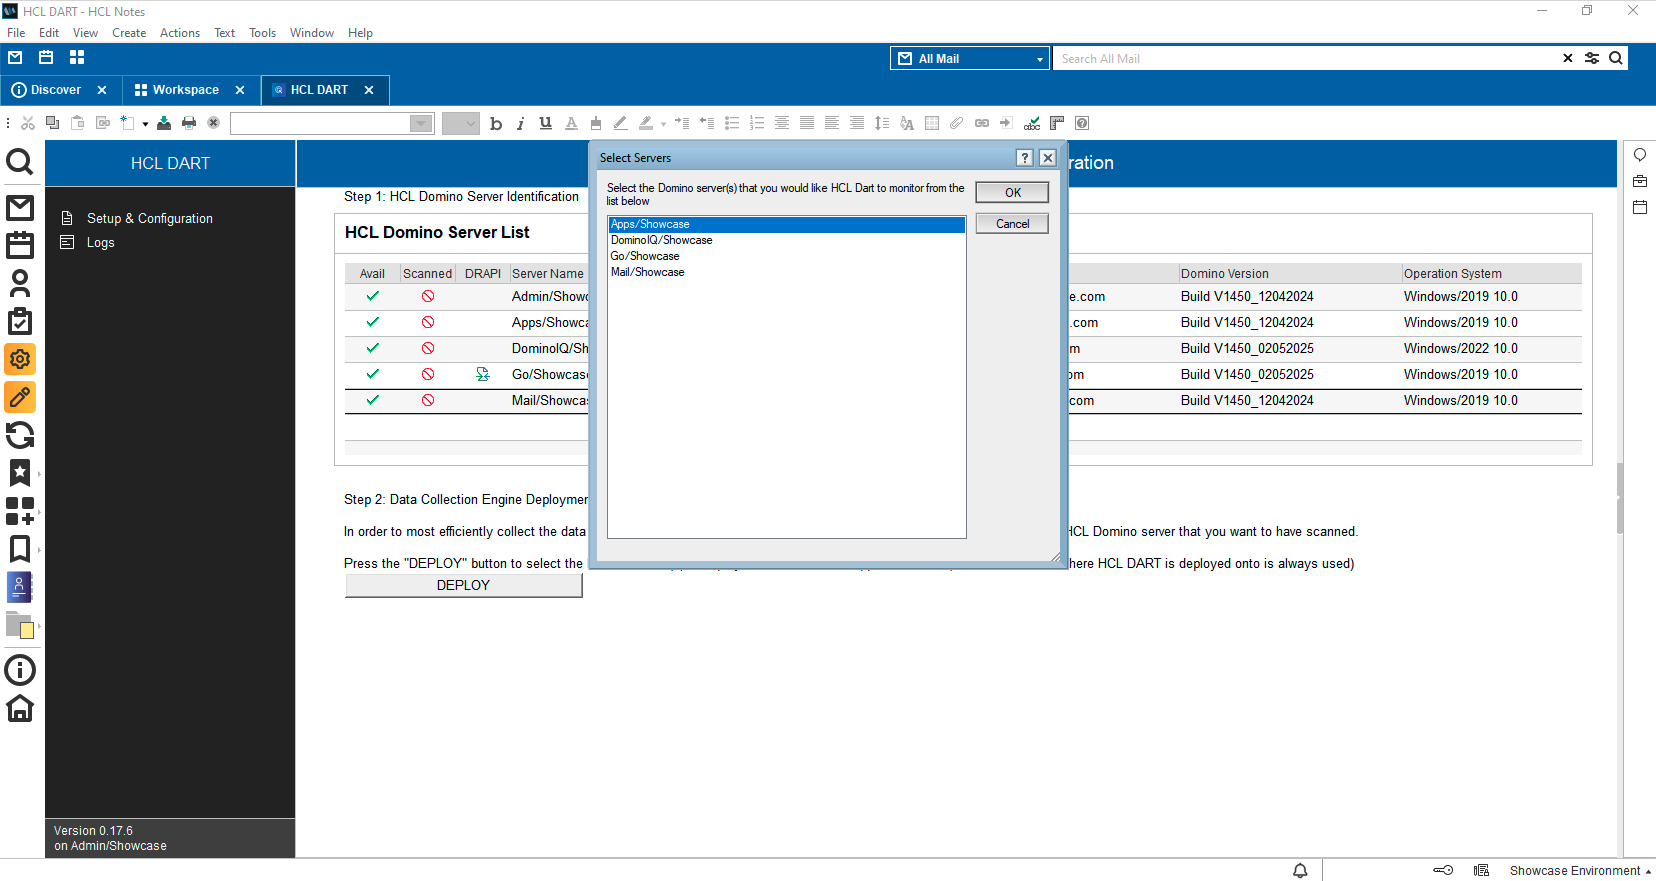 HCL DART - HCL Notes
File Edit View Create Actions Text Tools Window Help
All Mail
Search All Mail
Discover
Workspace
HCL DART
HCL DART
ration
Setup & Configuration
Logs
Version 0.17.6
on Admin/Showcase
Step 1: HCL Domino Server Identification
HCL Domino Server List
Avail Scanned DRAPI Server Name Domino Version Operation System
Admin/Show e.com Build V1450_12042024 Windows/2019 10.0
Apps/Showca .com Build V1450_12042024 Windows/2019 10.0
DominoIQ/Sh m Build V1450_02052025 Windows/2022 10.0
Go/Showcas om Build V1450_02052025 Windows/2019 10.0
Mail/Showca com Build V1450_12042024 Windows/2019 10.0
Step 2: Data Collection Engine Deploymen
In order to most efficiently collect the data HCL Domino server that you want to have scanned.
Press the "DEPLOY" button to select the here HCL DART is deployed onto is always used)
DEPLOY
Select Servers
Select the Domino server(s) that you would like HCL Dart to monitor from the
list below
OK
Cancel
Apps/Showcase
DominoIQ/Showcase
Go/Showcase
Mail/Showcase
Showcase Environment